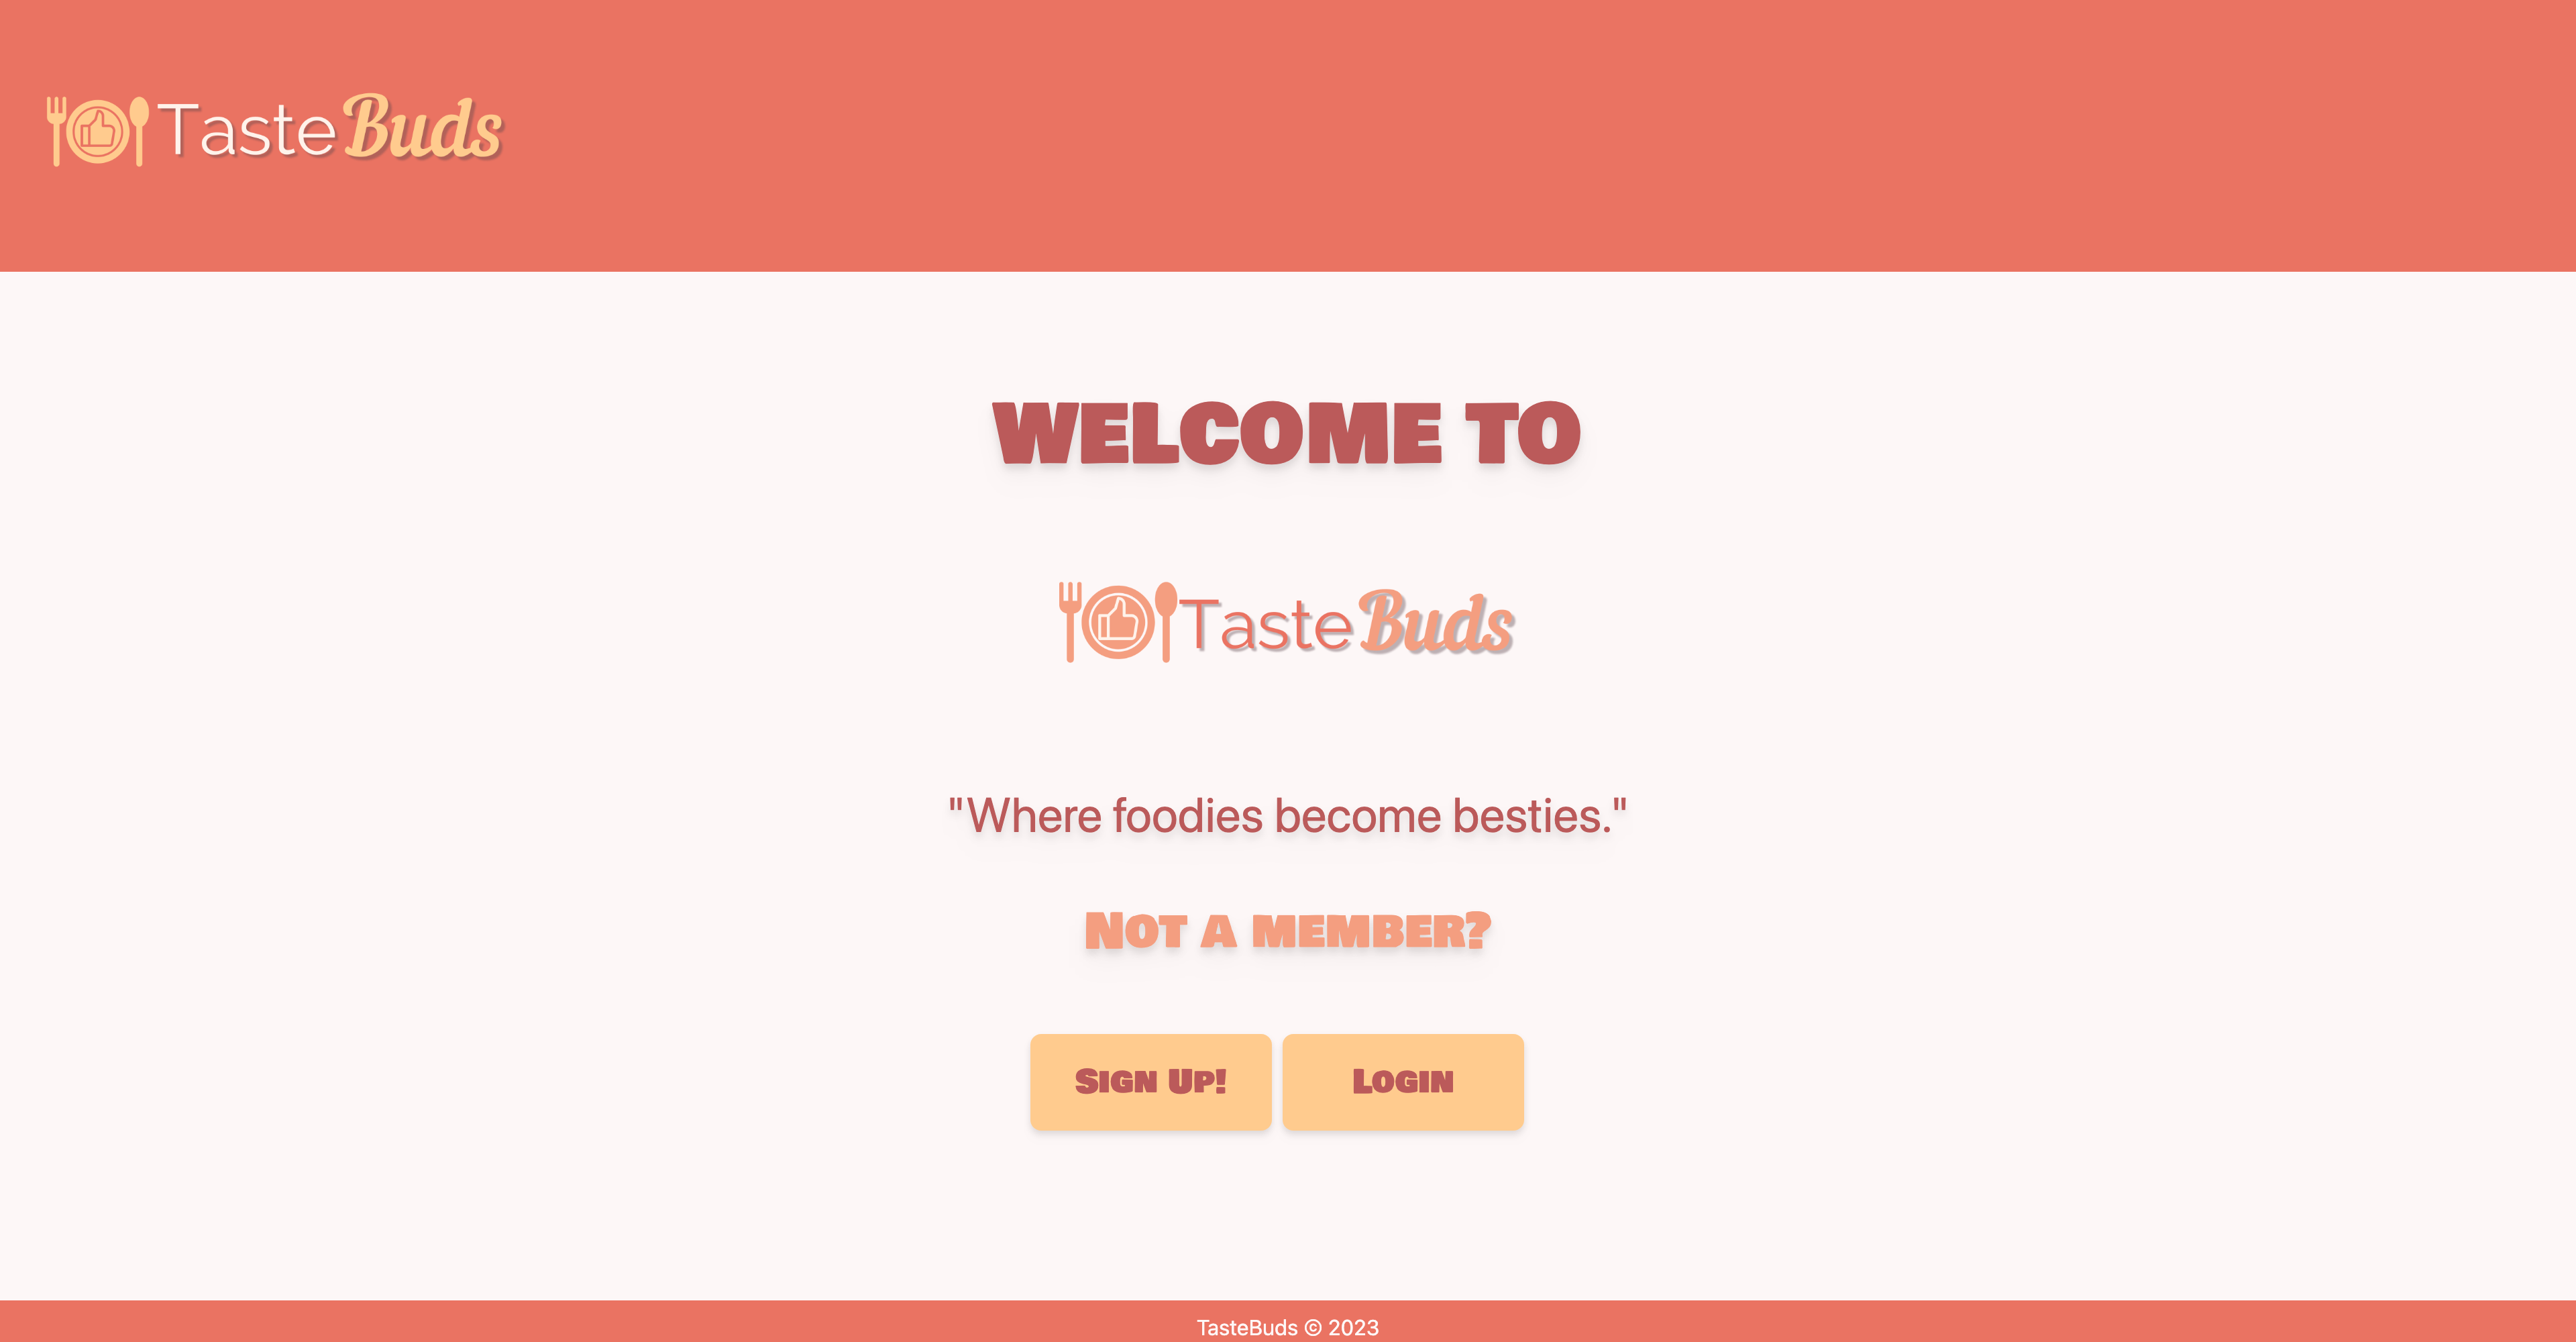 TasteBuds
WELCOME TO
TasteBuds
"Where foodies become besties."
Not a member?
Sign Up! Login
TasteBuds © 2023